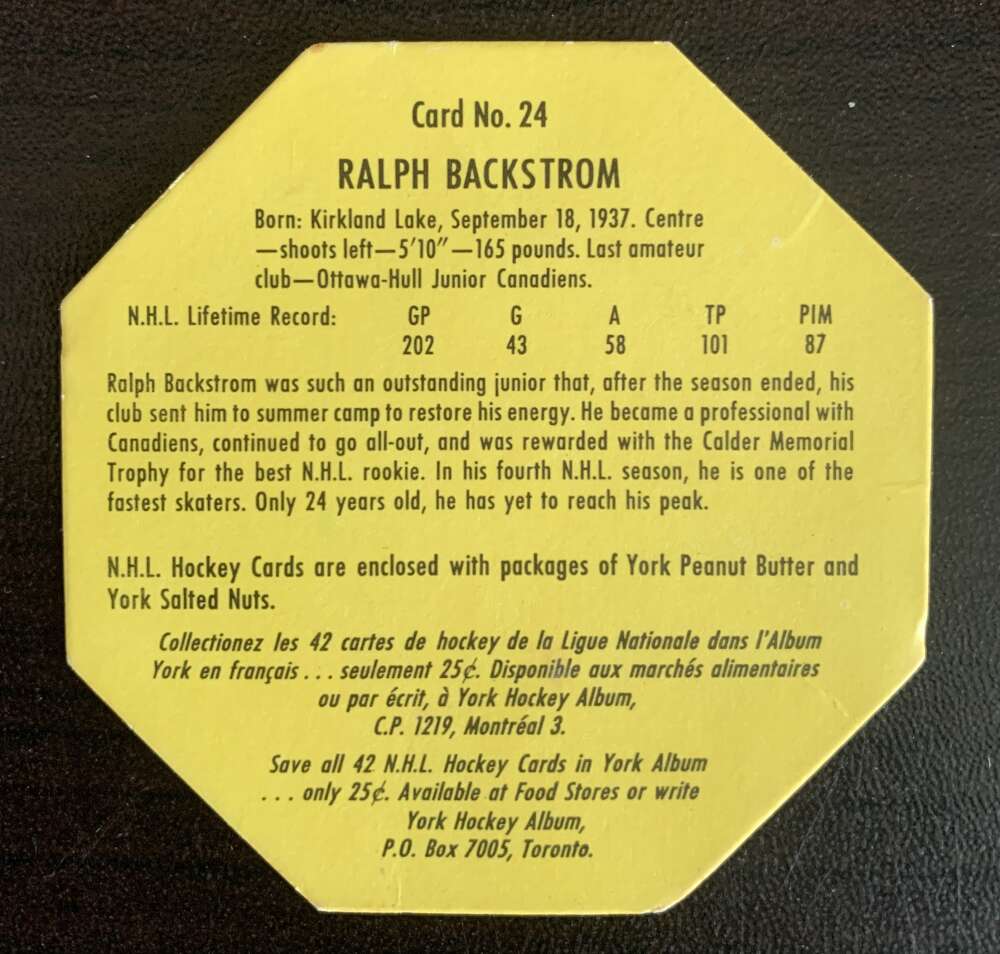 Card No. 24
RALPH BACKSTROM
Born: Kirkland Lake, September 18, 1937. Centre
—shoots left—5'10"—165 pounds. Last amateur
club—Ottawa-Hull Junior Canadiens.
N.H.L. Lifetime Record: GP G A TP PIM
202 43 58 101 87
Ralph Backstrom was such an outstanding junior that, after the season ended, his
club sent him to summer camp to restore his energy. He became a professional with
Canadiens, continued to go all-out, and was rewarded with the Calder Memorial
Trophy for the best N.H.L. rookie. In his fourth N.H.L. season, he is one of the
fastest skaters. Only 24 years old, he has yet to reach his peak.
N.H.L. Hockey Cards are enclosed with packages of York Peanut Butter and
York Salted Nuts.
Collectionez les 42 cartes de hockey de la Ligue Nationale dans l'Album
York en français . . . seulement 25¢. Disponible aux marchés alimentaires
ou par écrit, à York Hockey Album,
C.P. 1219, Montréal 3.
Save all 42 N.H.L. Hockey Cards in York Album
. . . only 25¢. Available at Food Stores or write
York Hockey Album,
P.O. Box 7005, Toronto.